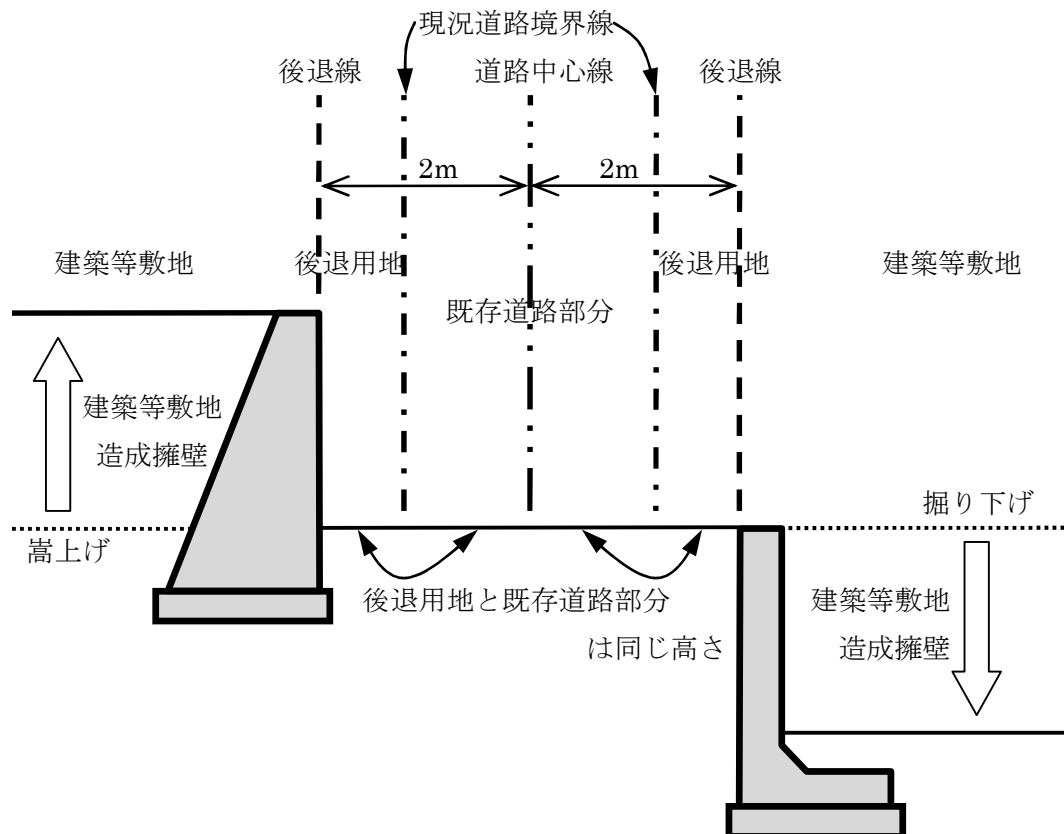 現況道路境界線
後退線
道路中心線
後退線
2m
2m
建築等敷地
後退用地
後退用地
建築等敷地
既存道路部分
建築等敷地
造成擁壁
嵩上げ
掘り下げ
後退用地と既存道路部分
は同じ高さ
建築等敷地
造成擁壁